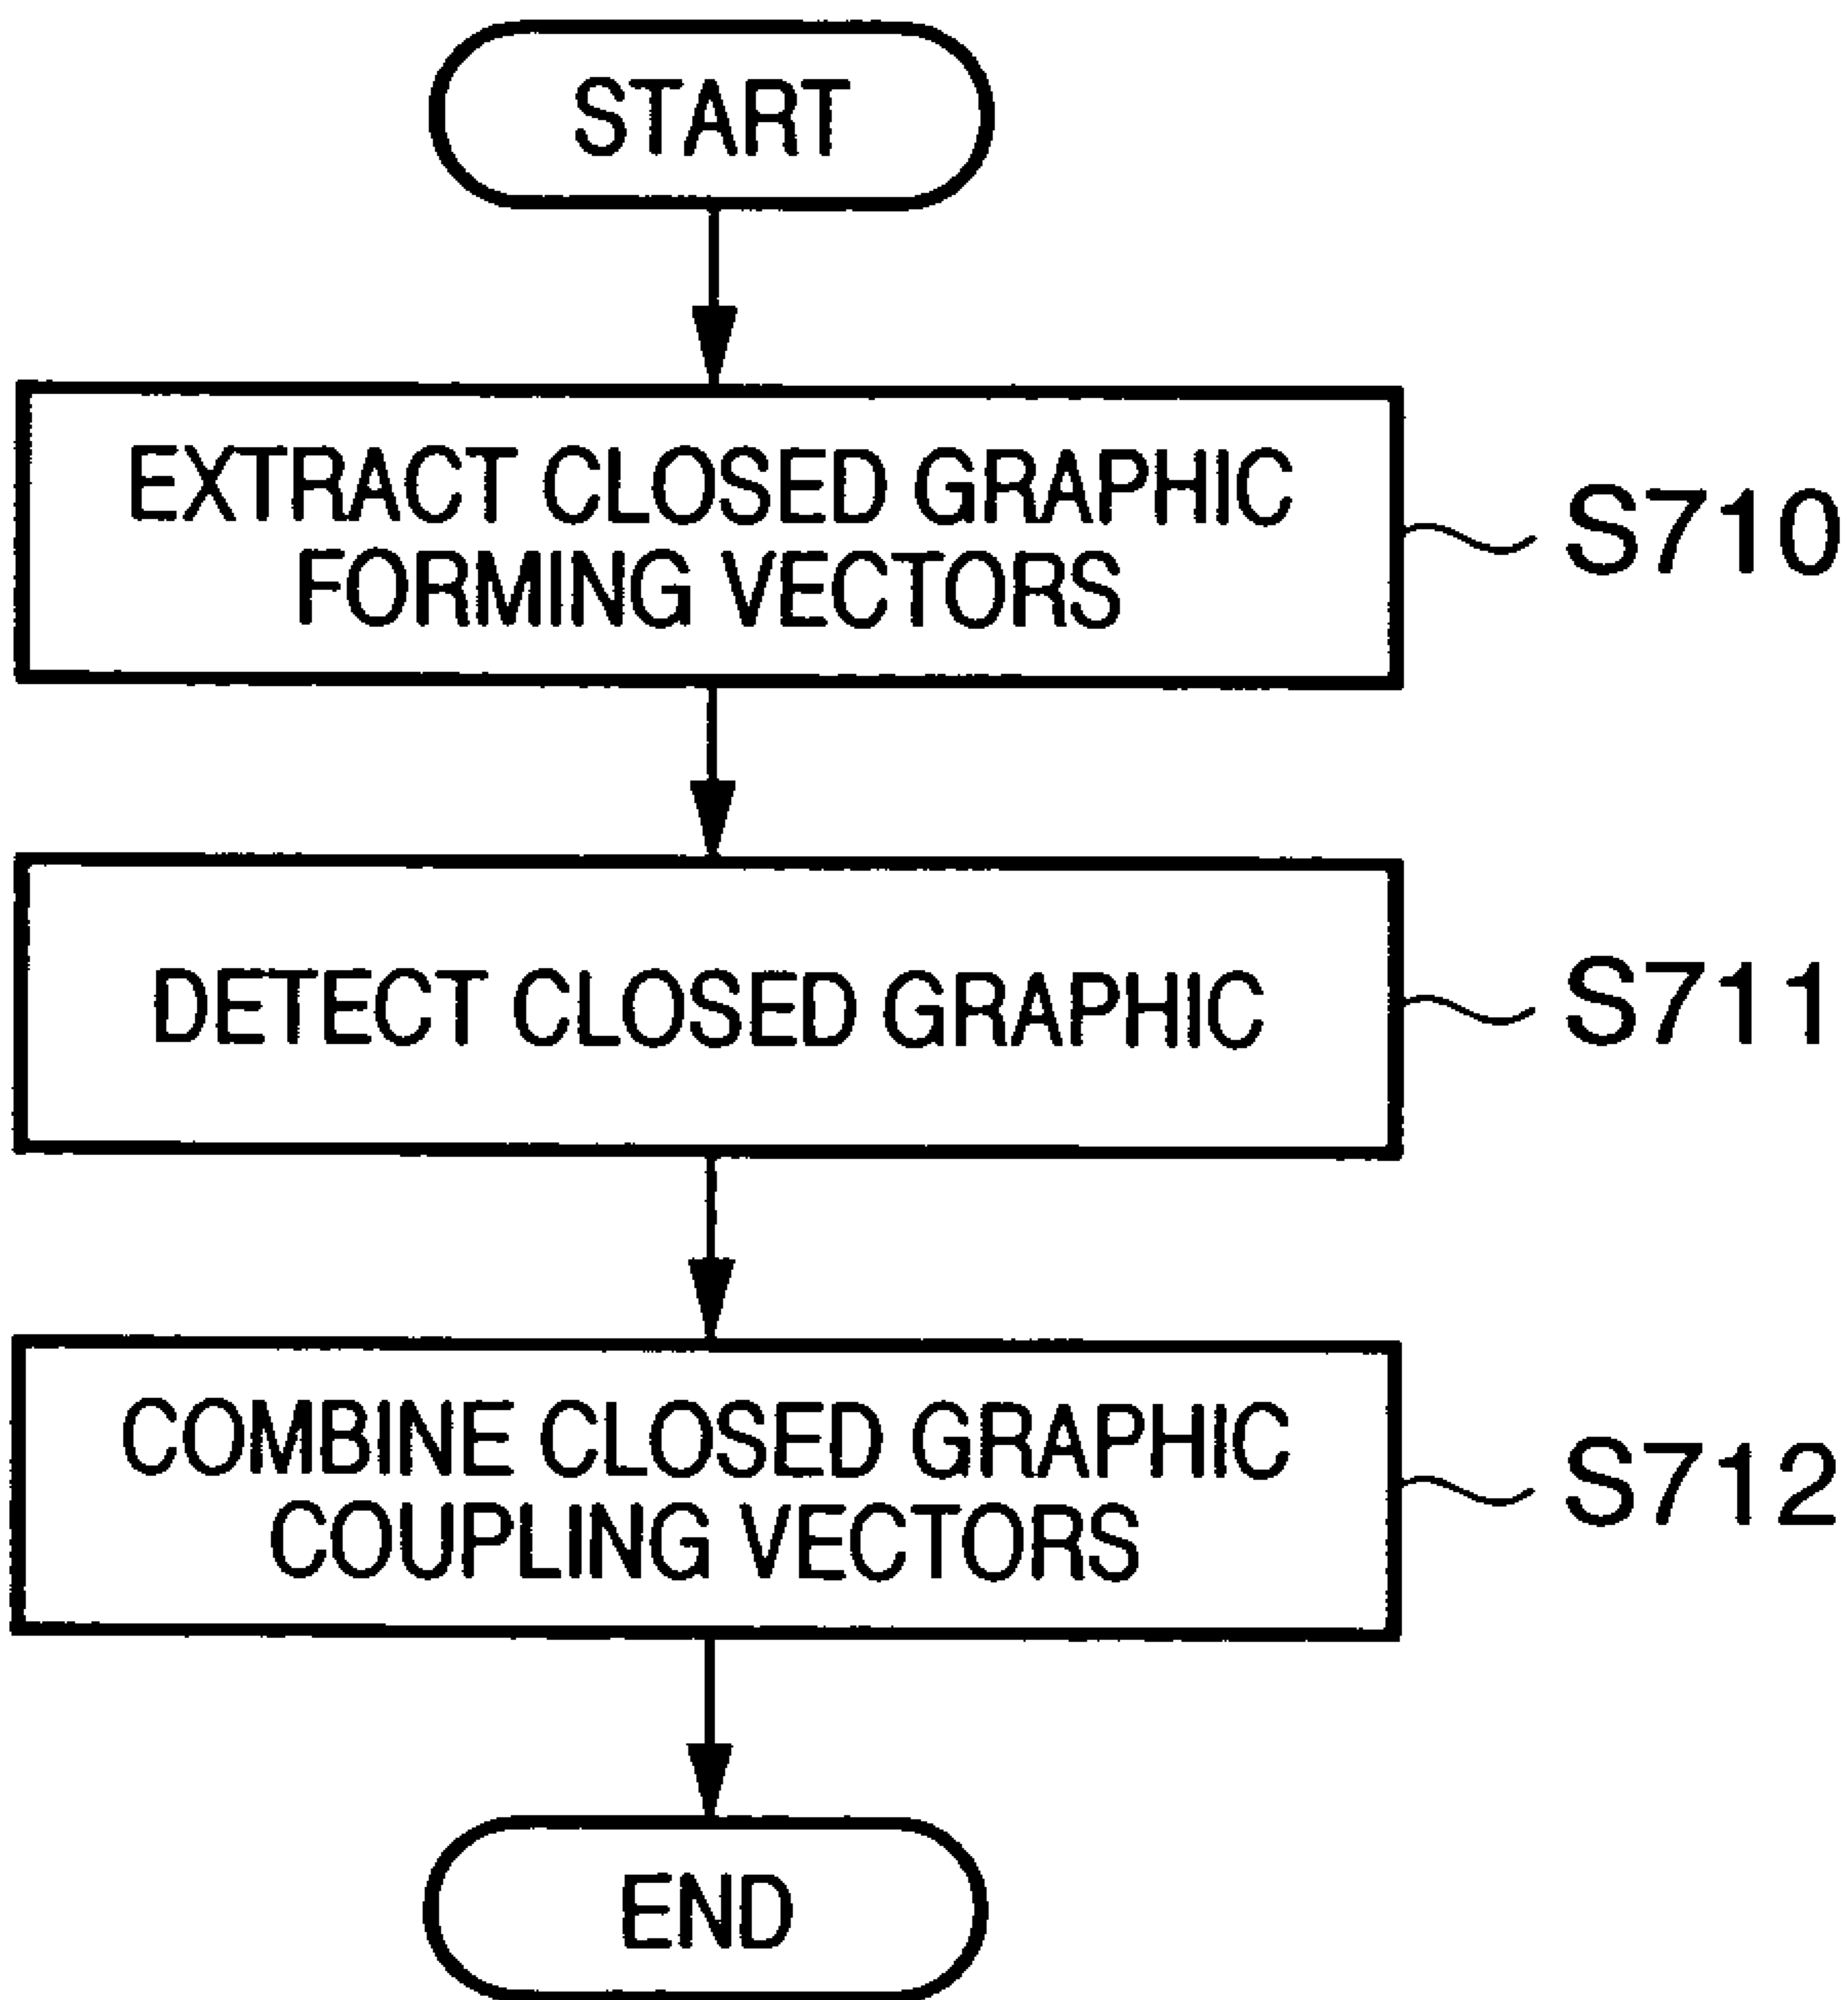 START
EXTRACT CLOSED GRAPHIC
FORMING VECTORS
S710
DETECT CLOSED GRAPHIC
S711
COMBINE CLOSED GRAPHIC
COUPLING VECTORS
S712
END